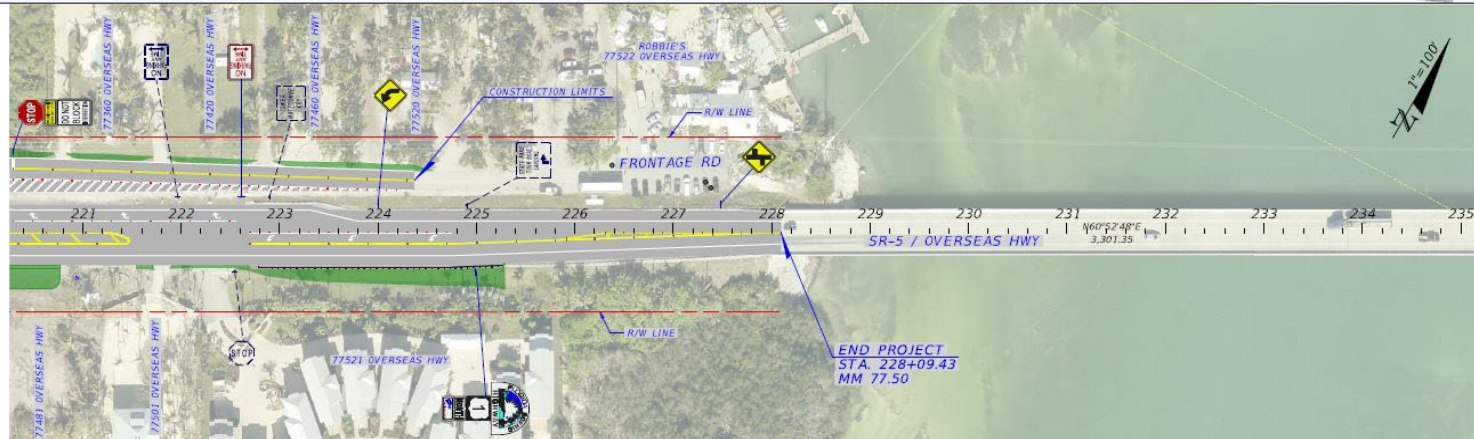 STOP
DO NOT
BLOCK
77360 OVERSEAS HWY
ON
77420 OVERSEAS HWY
ON
77460 OVERSEAS HWY
77520 OVERSEAS HWY
CONSTRUCTION LIMITS
ROBBIE'S
77522 OVERSEAS HWY
R/W LINE
FRONTAGE RD
1"=100'
N
221
222
223
224
225
226
227
228
229
230
231
232
233
234
235
N60°52'48"E
3,301.35
SR-5 / OVERSEAS HWY
77481 OVERSEAS HWY
77501 OVERSEAS HWY
STOP
77521 OVERSEAS HWY
R/W LINE
1
END PROJECT
STA. 228+09.43
MM 77.50